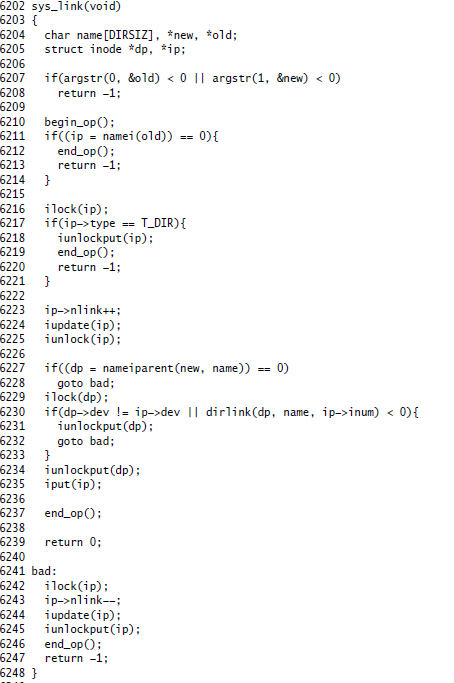 6202 sys_link(void)
6203 {
6204   char name[DIRSIZ], *new, *old;
6205   struct inode *dp, *ip;
6206
6207   if(argstr(0, &old) < 0 || argstr(1, &new) < 0)
6208     return -1;
6209
6210   begin_op();
6211   if((ip = namei(old)) == 0){
6212     end_op();
6213     return -1;
6214   }
6215
6216   ilock(ip);
6217   if(ip->type == T_DIR){
6218     iunlockput(ip);
6219     end_op();
6220     return -1;
6221   }
6222
6223   ip->nlink++;
6224   iupdate(ip);
6225   iunlock(ip);
6226
6227   if((dp = nameiparent(new, name)) == 0)
6228     goto bad;
6229   ilock(dp);
6230   if(dp->dev != ip->dev || dirlink(dp, name, ip->inum) < 0){
6231     iunlockput(dp);
6232     goto bad;
6233   }
6234   iunlockput(dp);
6235   iput(ip);
6236
6237   end_op();
6238
6239   return 0;
6240
6241 bad:
6242   ilock(ip);
6243   ip->nlink--;
6244   iupdate(ip);
6245   iunlockput(ip);
6246   end_op();
6247   return -1;
6248 }